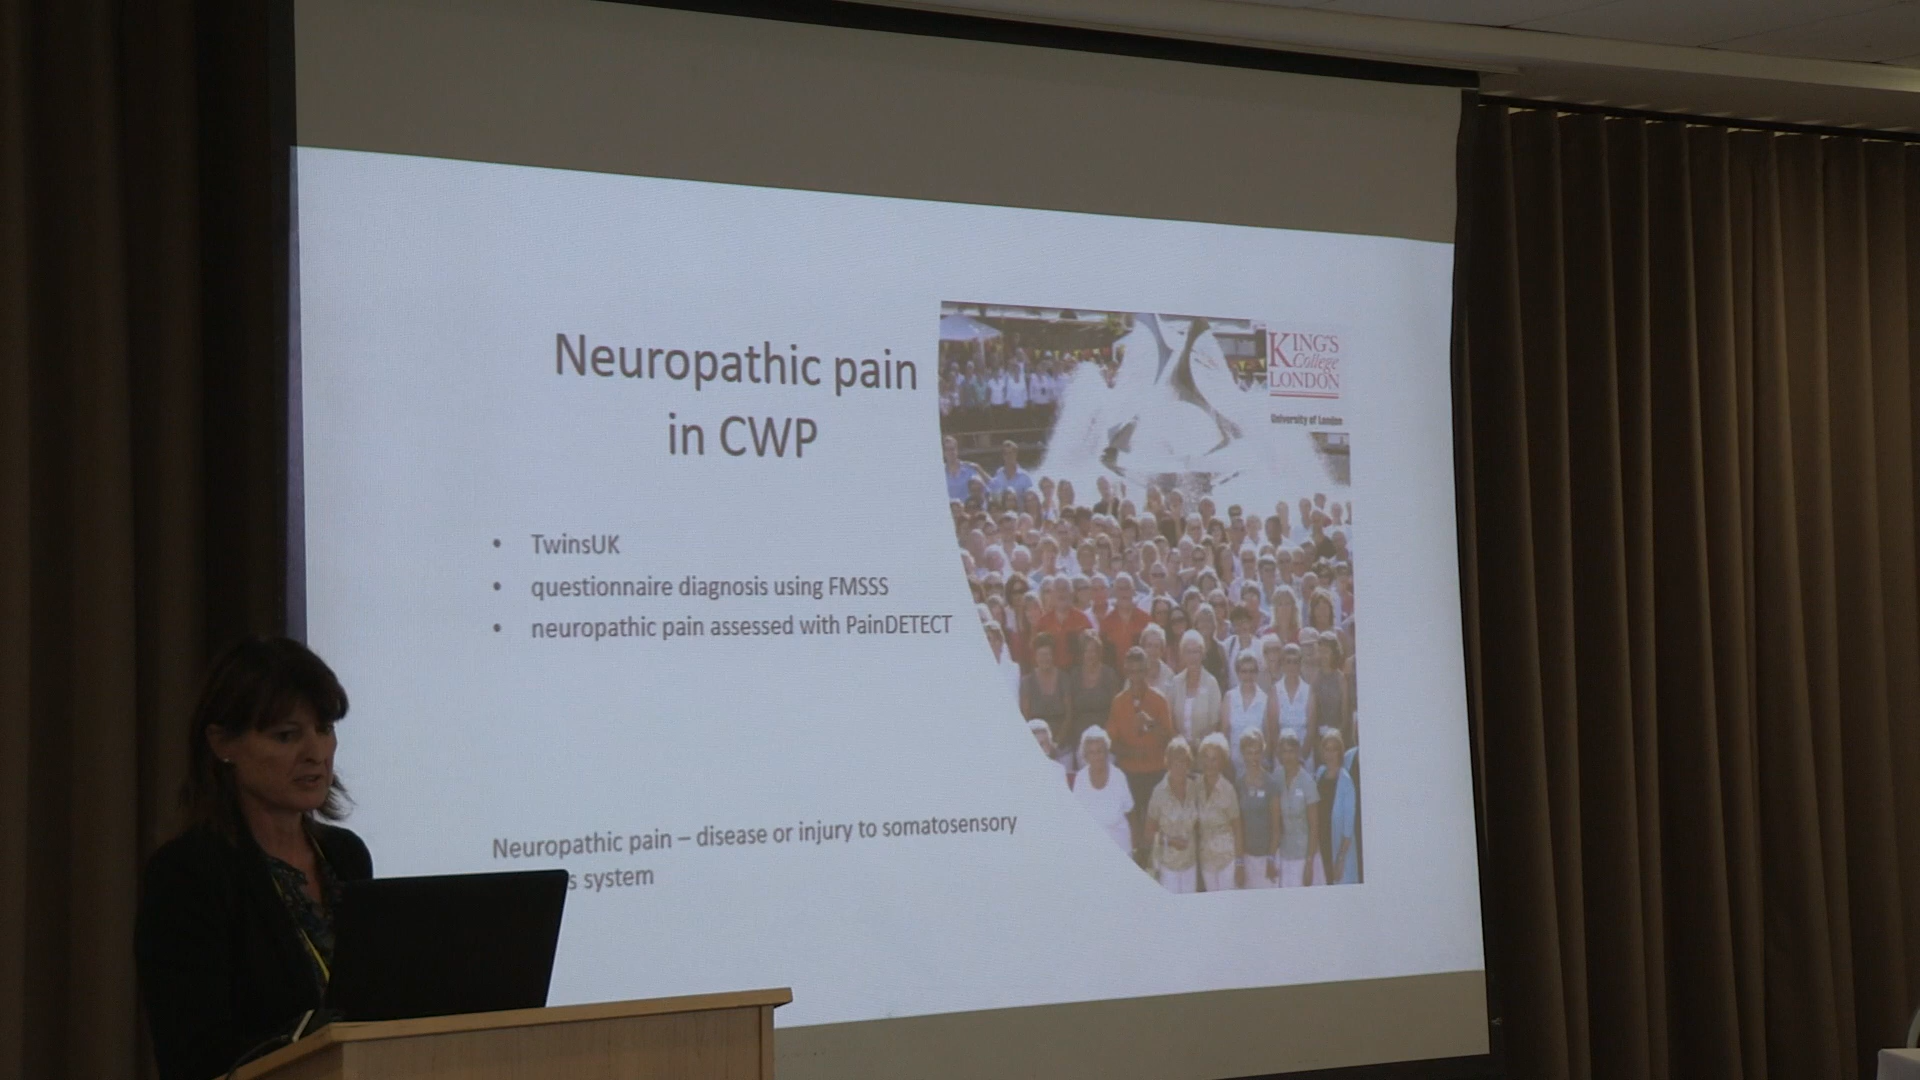 Neuropathic pain
in CWP
KING'S
College
LONDON
University of London
• TwinsUK
• questionnaire diagnosis using FMSSS
• neuropathic pain assessed with PainDETECT
Neuropathic pain – disease or injury to somatosensory
system